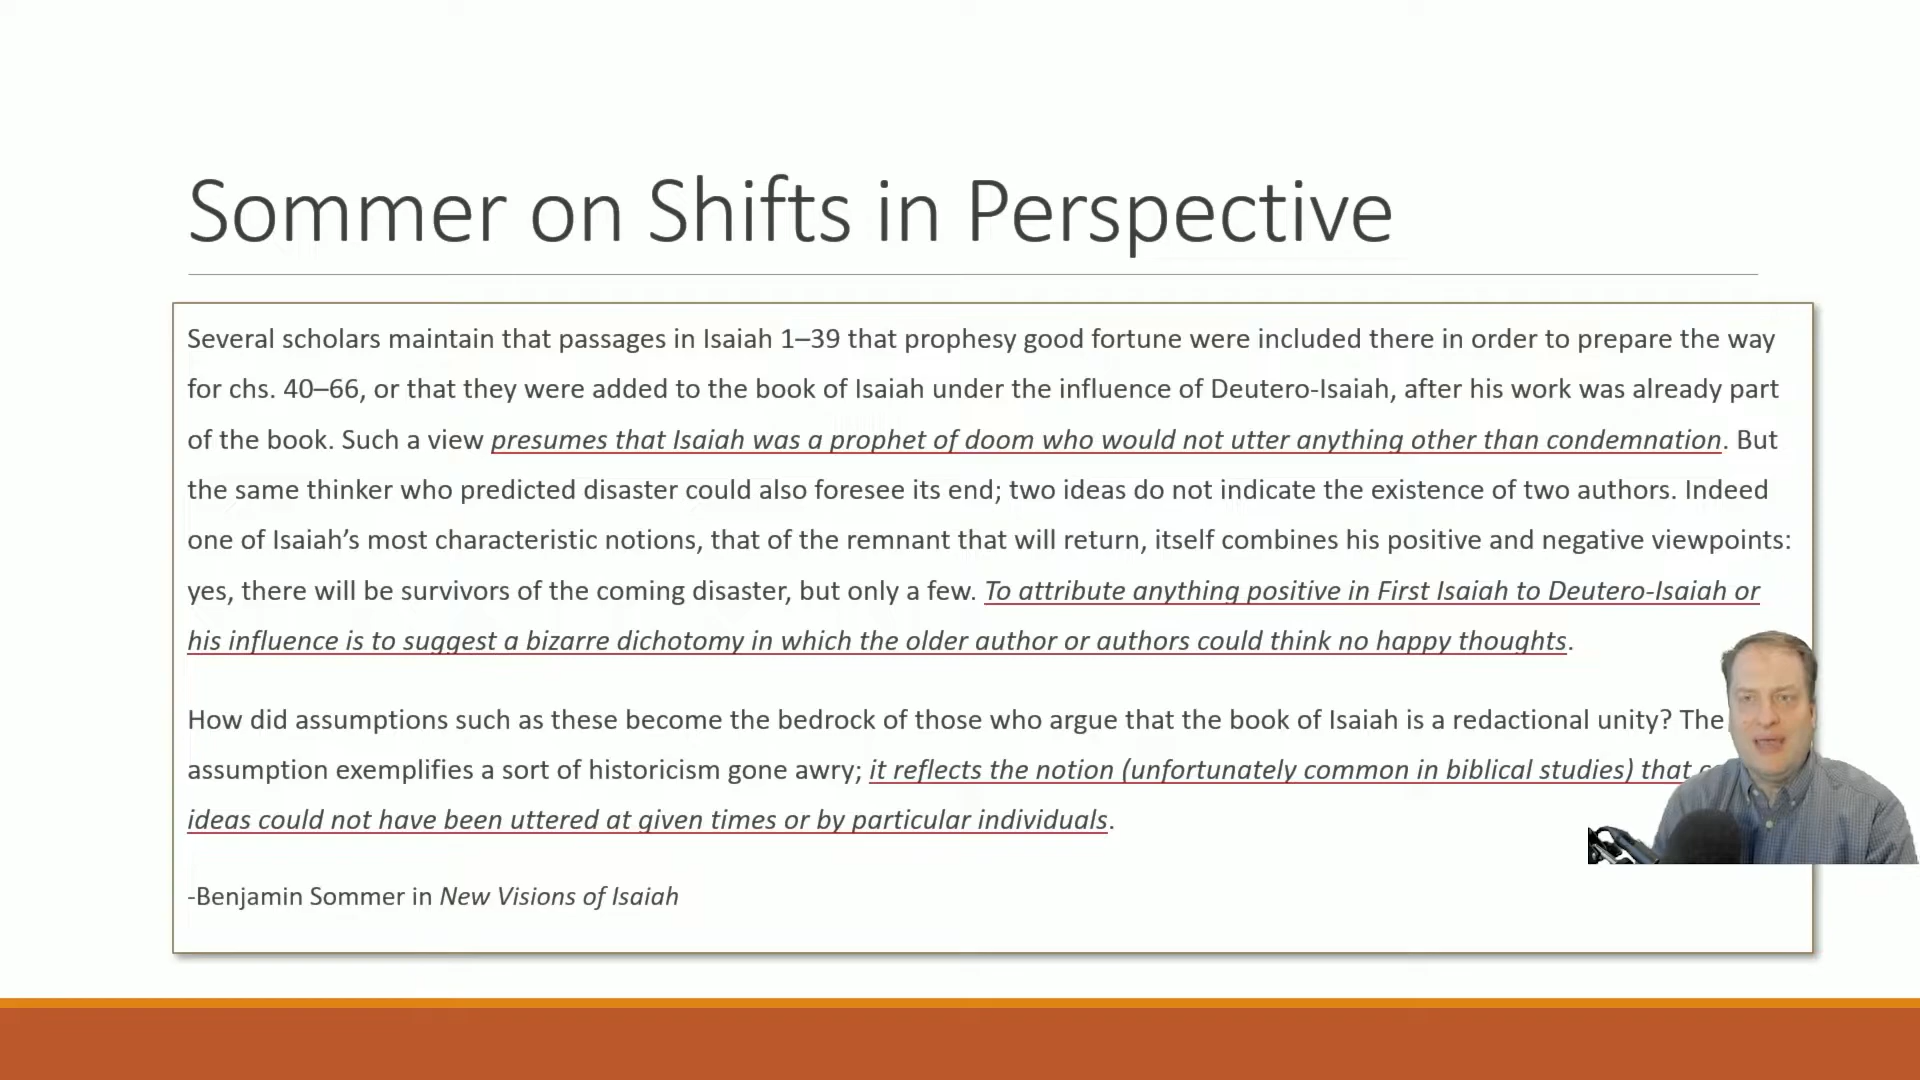 Sommer on Shifts in Perspective
Several scholars maintain that passages in Isaiah 1–39 that prophesy good fortune were included there in order to prepare the way
for chs. 40–66, or that they were added to the book of Isaiah under the influence of Deutero-Isaiah, after his work was already part
of the book. Such a view presumes that Isaiah was a prophet of doom who would not utter anything other than condemnation. But
the same thinker who predicted disaster could also foresee its end; two ideas do not indicate the existence of two authors. Indeed
one of Isaiah’s most characteristic notions, that of the remnant that will return, itself combines his positive and negative viewpoints:
yes, there will be survivors of the coming disaster, but only a few. To attribute anything positive in First Isaiah to Deutero-Isaiah or
his influence is to suggest a bizarre dichotomy in which the older author or authors could think no happy thoughts.
How did assumptions such as these become the bedrock of those who argue that the book of Isaiah is a redactional unity? The
assumption exemplifies a sort of historicism gone awry; it reflects the notion (unfortunately common in biblical studies) that
ideas could not have been uttered at given times or by particular individuals.
-Benjamin Sommer in New Visions of Isaiah